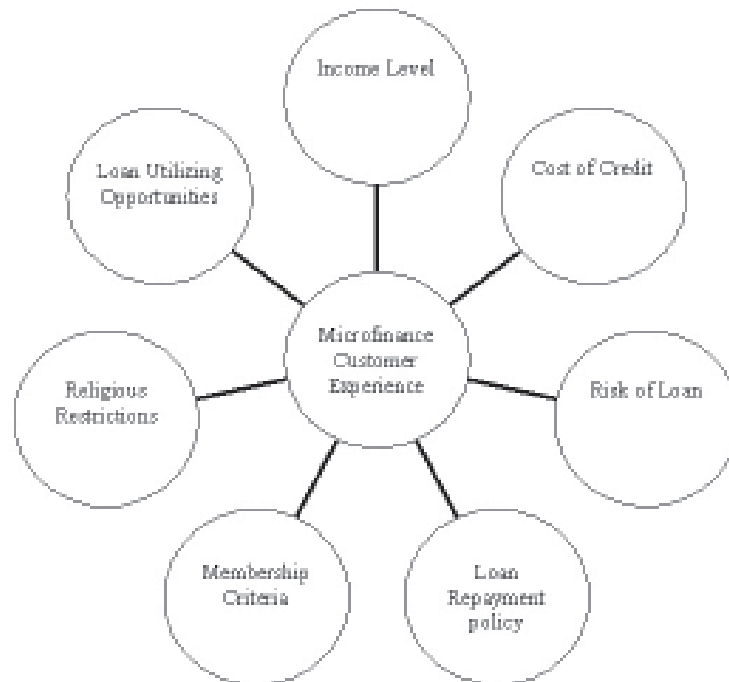 Income Level
Cost of Credit
Loan Utilizing
Opportunities
Microfinance
Customer
Experience
Risk of Loan
Religious
Restrictions
Membership
Criteria
Loan
Repayment
policy